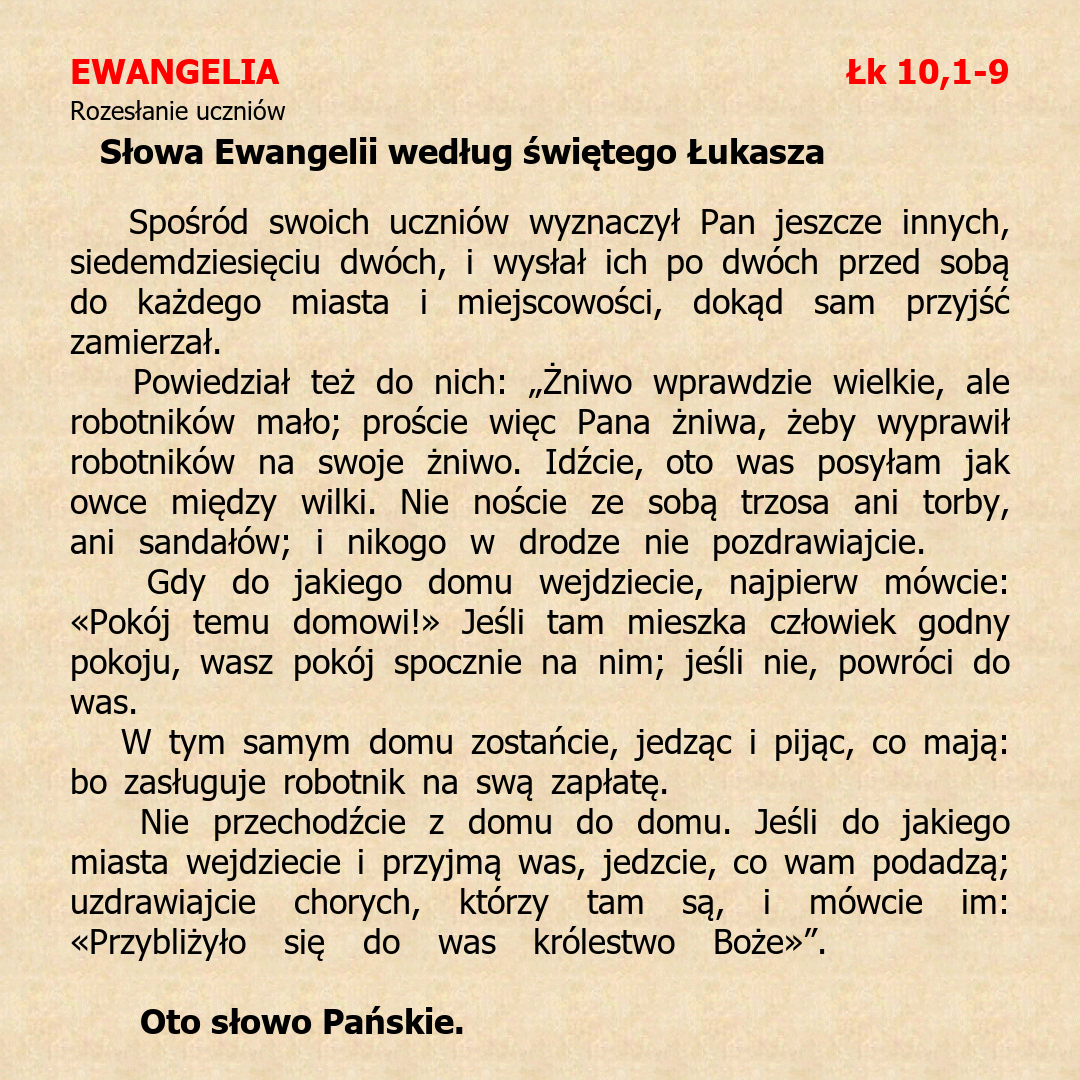 EWANGELIA Łk 10,1-9
Rozesłanie uczniów
Słowa Ewangelii według świętego Łukasza
Spośród swoich uczniów wyznaczył Pan jeszcze innych,
siedemdziesięciu dwóch, i wysłał ich po dwóch przed sobą
do każdego miasta i miejscowości, dokąd sam przyjść
zamierzał.
Powiedział też do nich: „Żniwo wprawdzie wielkie, ale
robotników mało; proście więc Pana żniwa, żeby wyprawił
robotników na swoje żniwo. Idźcie, oto was posyłam jak
owce między wilki. Nie noście ze sobą trzosa ani torby,
ani sandałów; i nikogo w drodze nie pozdrawiajcie.
Gdy do jakiego domu wejdziecie, najpierw mówcie:
«Pokój temu domowi!» Jeśli tam mieszka człowiek godny
pokoju, wasz pokój spocznie na nim; jeśli nie, powróci do
was.
W tym samym domu zostańcie, jedząc i pijąc, co mają:
bo zasługuje robotnik na swą zapłatę.
Nie przechodźcie z domu do domu. Jeśli do jakiego
miasta wejdziecie i przyjmą was, jedzcie, co wam podadzą;
uzdrawiajcie chorych, którzy tam są, i mówcie im:
«Przybliżyło się do was królestwo Boże»”.
Oto słowo Pańskie.